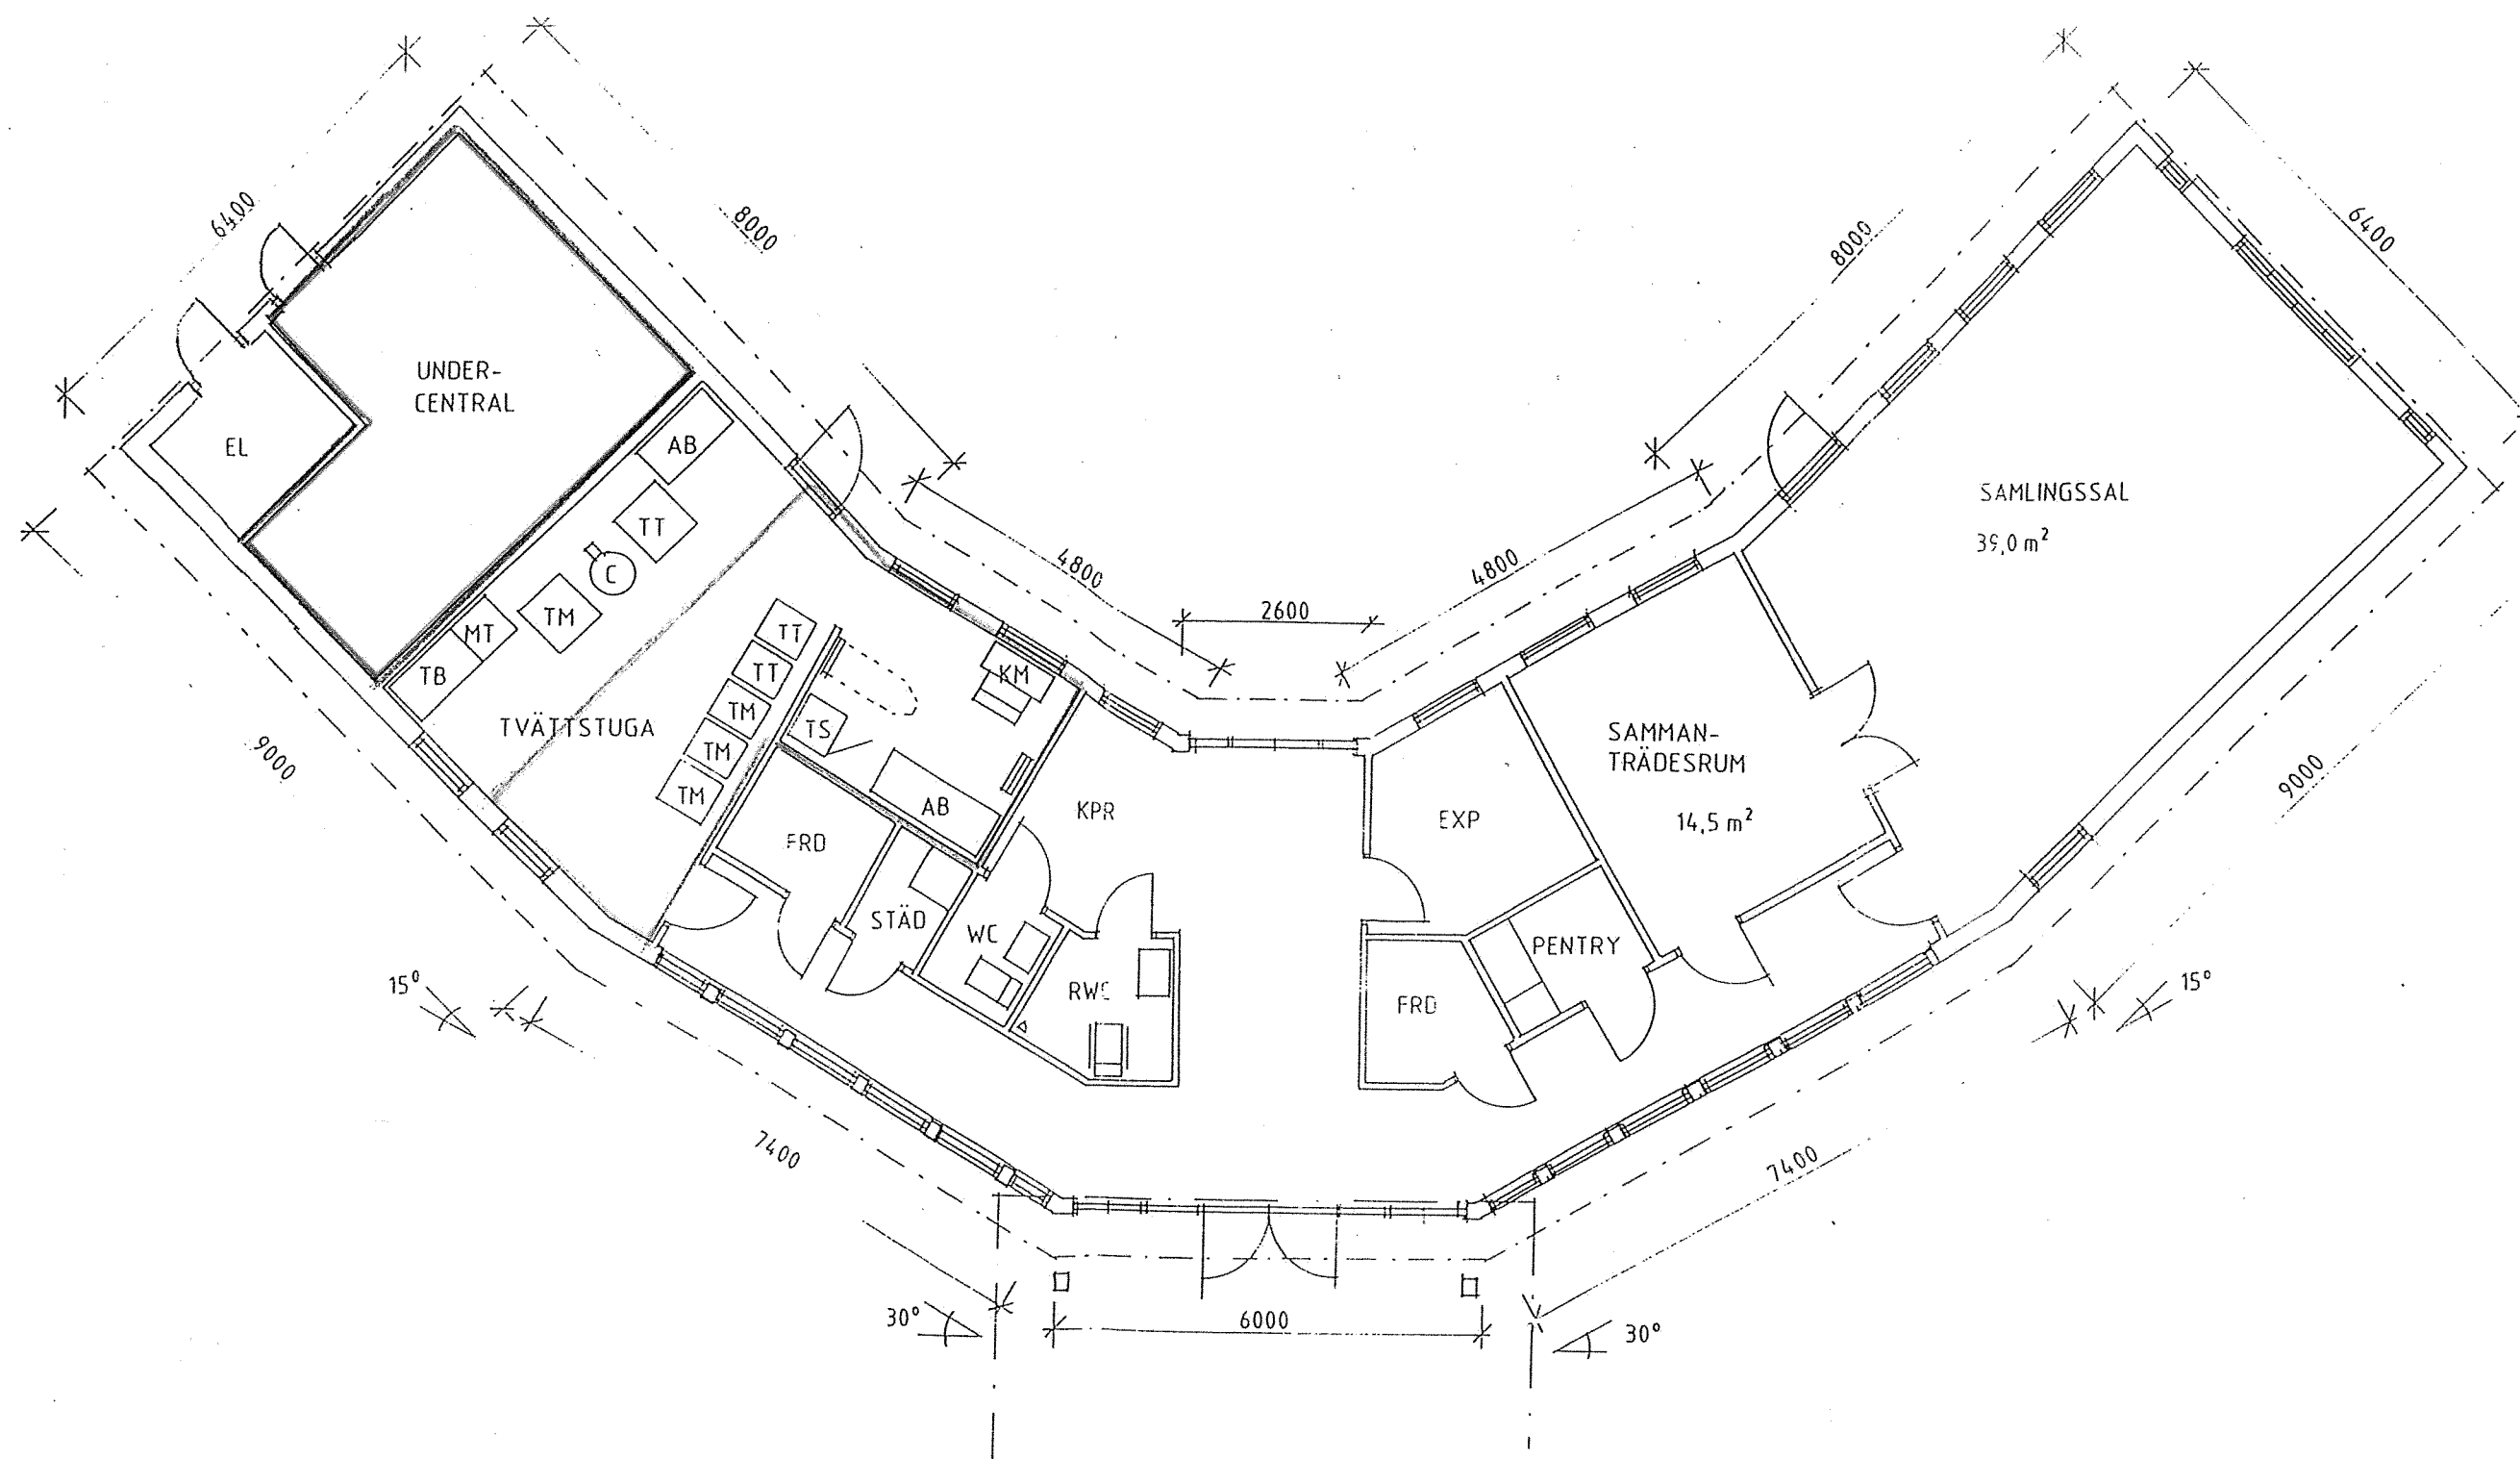 6400
8000
8000
6400
UNDER-
CENTRAL
EL
AB
TT
C
TM
MT
TB
TVÄTTSTUGA
TT
TT
TM
TM
TM
TS
KM
AB
FRD
STÄD
WC
RWC
KPR
EXP
FRD
PENTRY
SAMMAN-
TRÄDESRUM
14,5 m²
SAMLINGSSAL
39,0 m²
4800
2600
4800
9000
9000
15°
15°
7400
7400
30°
6000
30°